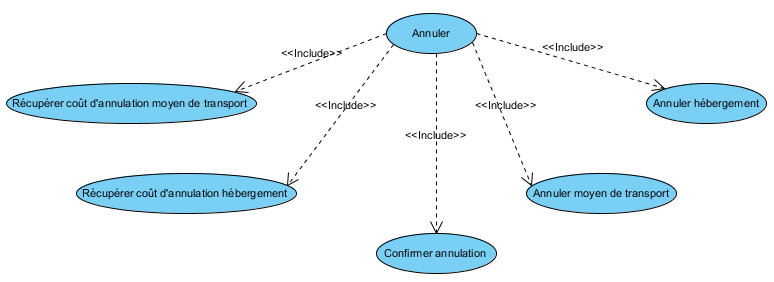 Annuler
<<Include>>
<<Include>>
Récupérer coût d'annulation moyen de transport
Annuler hébergement
<<Include>>
<<Include>>
<<Include>>
Récupérer coût d'annulation hébergement
Annuler moyen de transport
Confirmer annulation